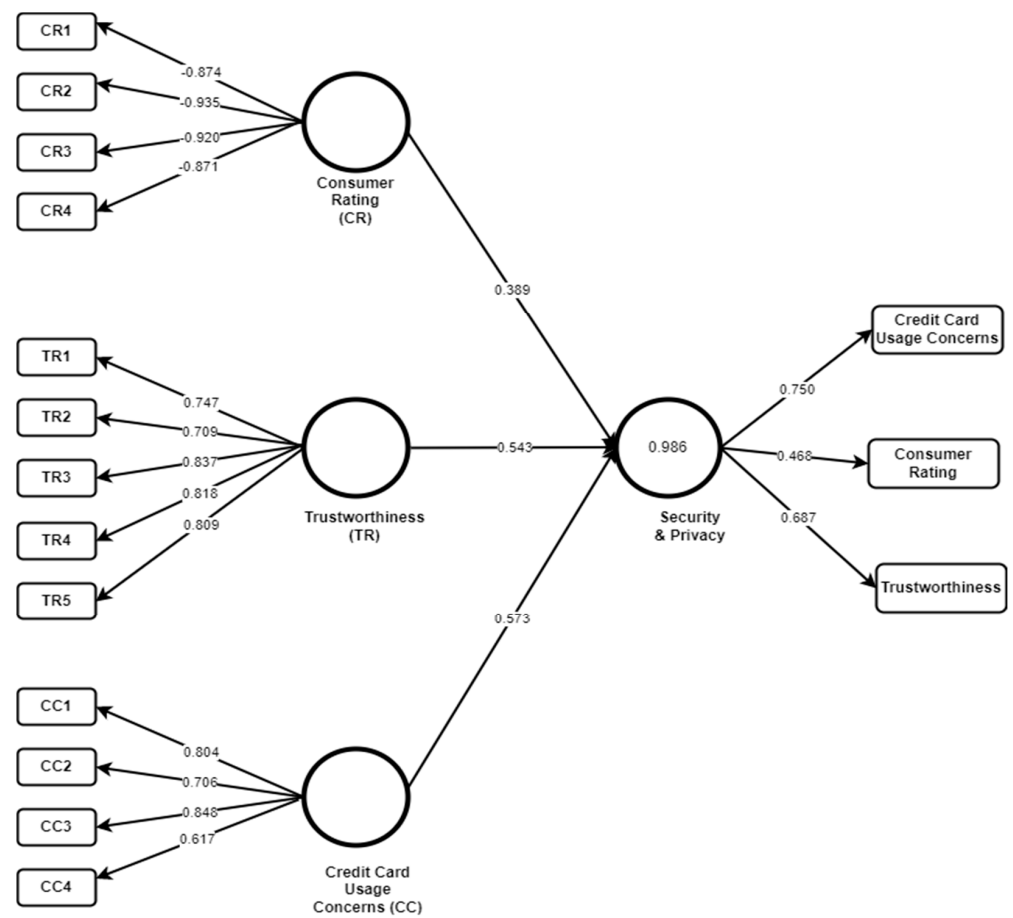 CR1
CR2
CR3
CR4
-0.874
-0.935
-0.920
-0.871
Consumer
Rating
(CR)
0.389
TR1
TR2
TR3
TR4
TR5
0.747
0.709
0.837
0.818
0.809
Trustworthiness
(TR)
0.543
0.986
Security
& Privacy
0.750
0.468
0.687
Credit Card
Usage Concerns
Consumer
Rating
Trustworthiness
0.573
CC1
CC2
CC3
CC4
0.804
0.706
0.848
0.617
Credit Card
Usage
Concerns (CC)